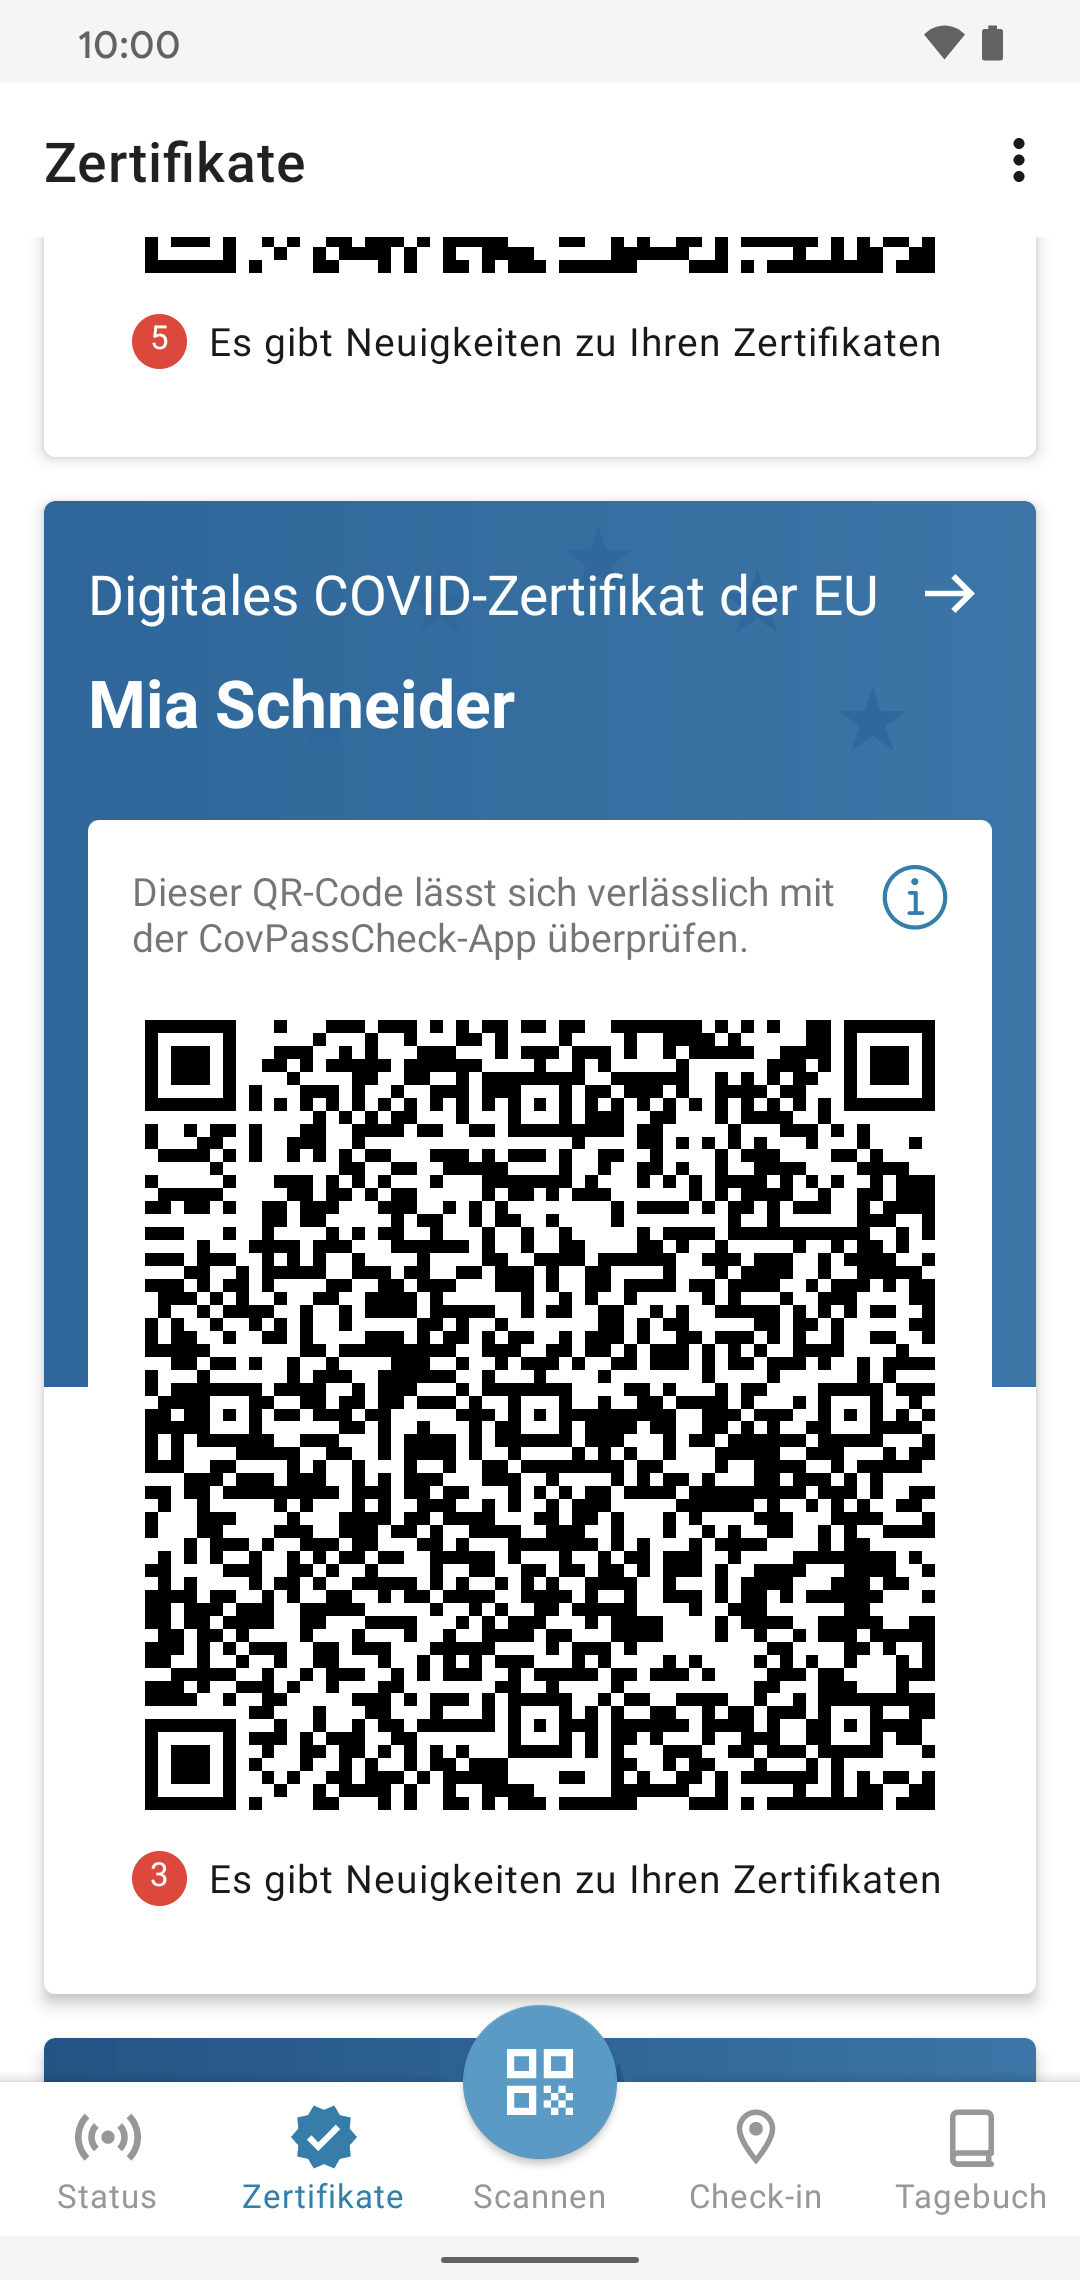 10:00
Zertifikate
5 Es gibt Neuigkeiten zu Ihren Zertifikaten
Digitales COVID-Zertifikat der EU
Mia Schneider
Dieser QR-Code lässt sich verlässlich mit
der CovPassCheck-App überprüfen.
3 Es gibt Neuigkeiten zu Ihren Zertifikaten
Status Zertifikate Scannen Check-in Tagebuch